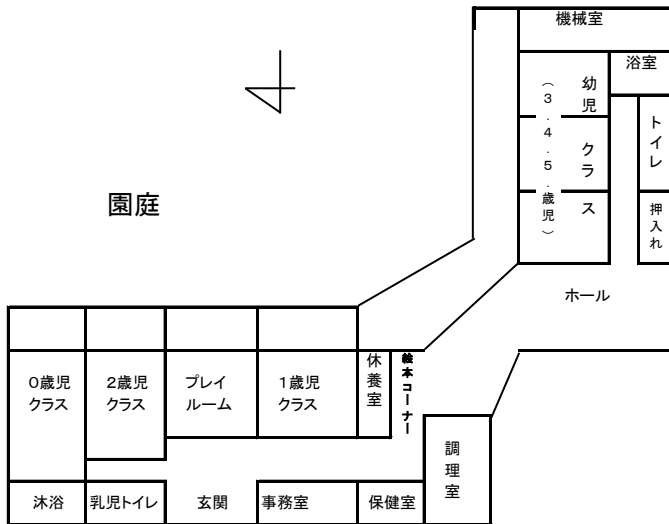 機械室
浴室
幼児
クラス
(3.4.5.歳児)
トイレ
押入れ
園庭
ホール
0歳児
クラス
2歳児
クラス
プレイ
ルーム
1歳児
クラス
休養室
絵本コーナー
調理室
沐浴
乳児トイレ
玄関
事務室
保健室